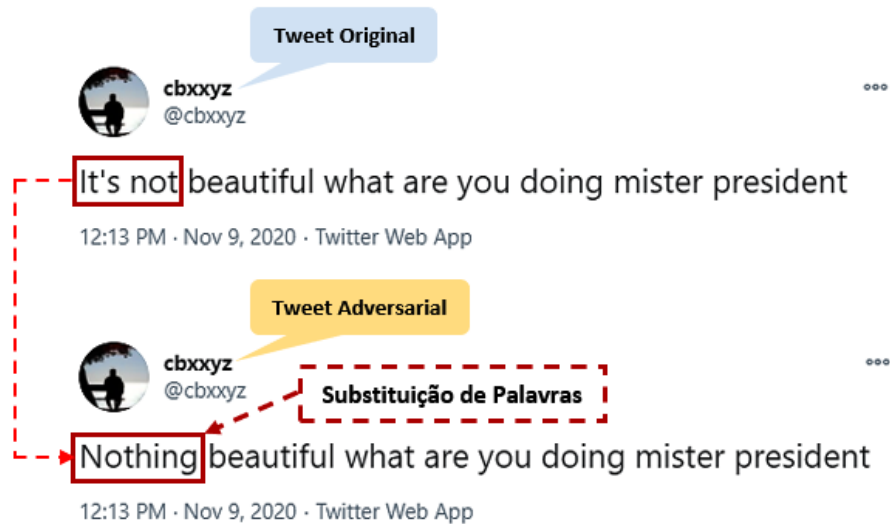 Tweet Original
cbxxyz
@cbxxyz
It's not beautiful what are you doing mister president
12:13 PM · Nov 9, 2020 · Twitter Web App
Tweet Adversarial
cbxxyz
@cbxxyz
Substituição de Palavras
Nothing beautiful what are you doing mister president
12:13 PM · Nov 9, 2020 · Twitter Web App